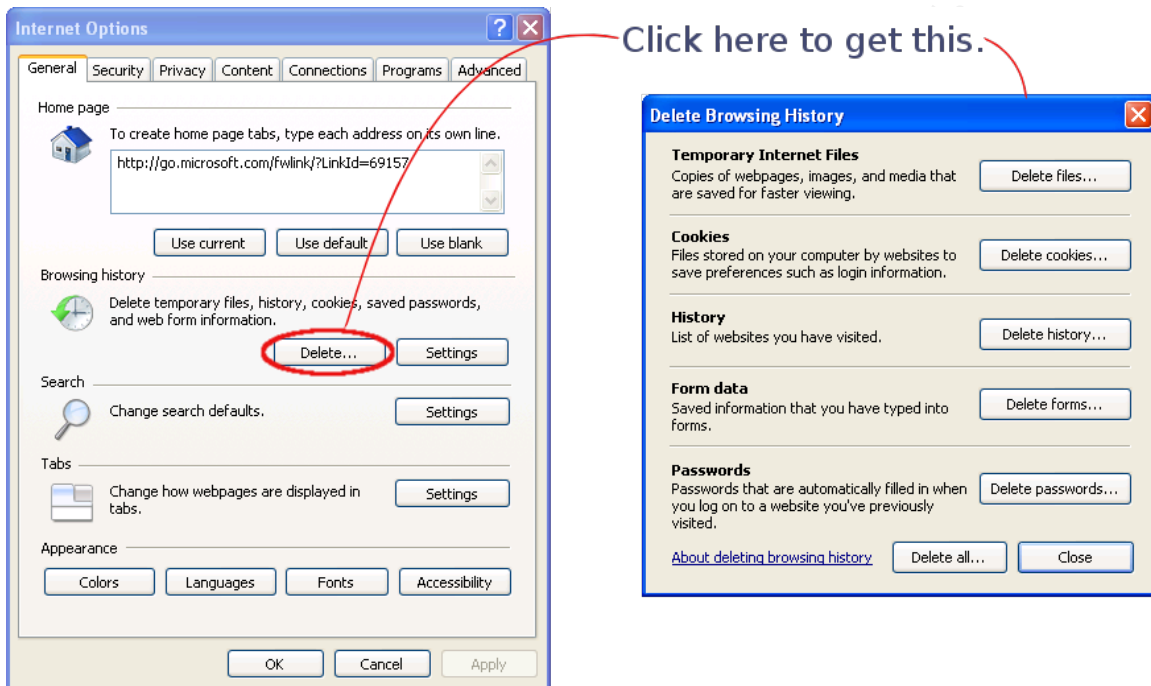 Internet Options
General Security Privacy Content Connections Programs Advanced
Home page
To create home page tabs, type each address on its own line.
http://go.microsoft.com/fwlink/?LinkId=69157
Use current Use default Use blank
Browsing history
Delete temporary files, history, cookies, saved passwords,
and web form information.
Delete... Settings
Search
Change search defaults.
Settings
Tabs
Change how webpages are displayed in
tabs.
Settings
Appearance
Colors Languages Fonts Accessibility
OK Cancel Apply
Click here to get this.
Delete Browsing History
Temporary Internet Files
Copies of webpages, images, and media that
are saved for faster viewing.
Delete files...
Cookies
Files stored on your computer by websites to
save preferences such as login information.
Delete cookies...
History
List of websites you have visited.
Delete history...
Form data
Saved information that you have typed into
forms.
Delete forms...
Passwords
Passwords that are automatically filled in when
you log on to a website you've previously
visited.
Delete passwords...
About deleting browsing history Delete all... Close